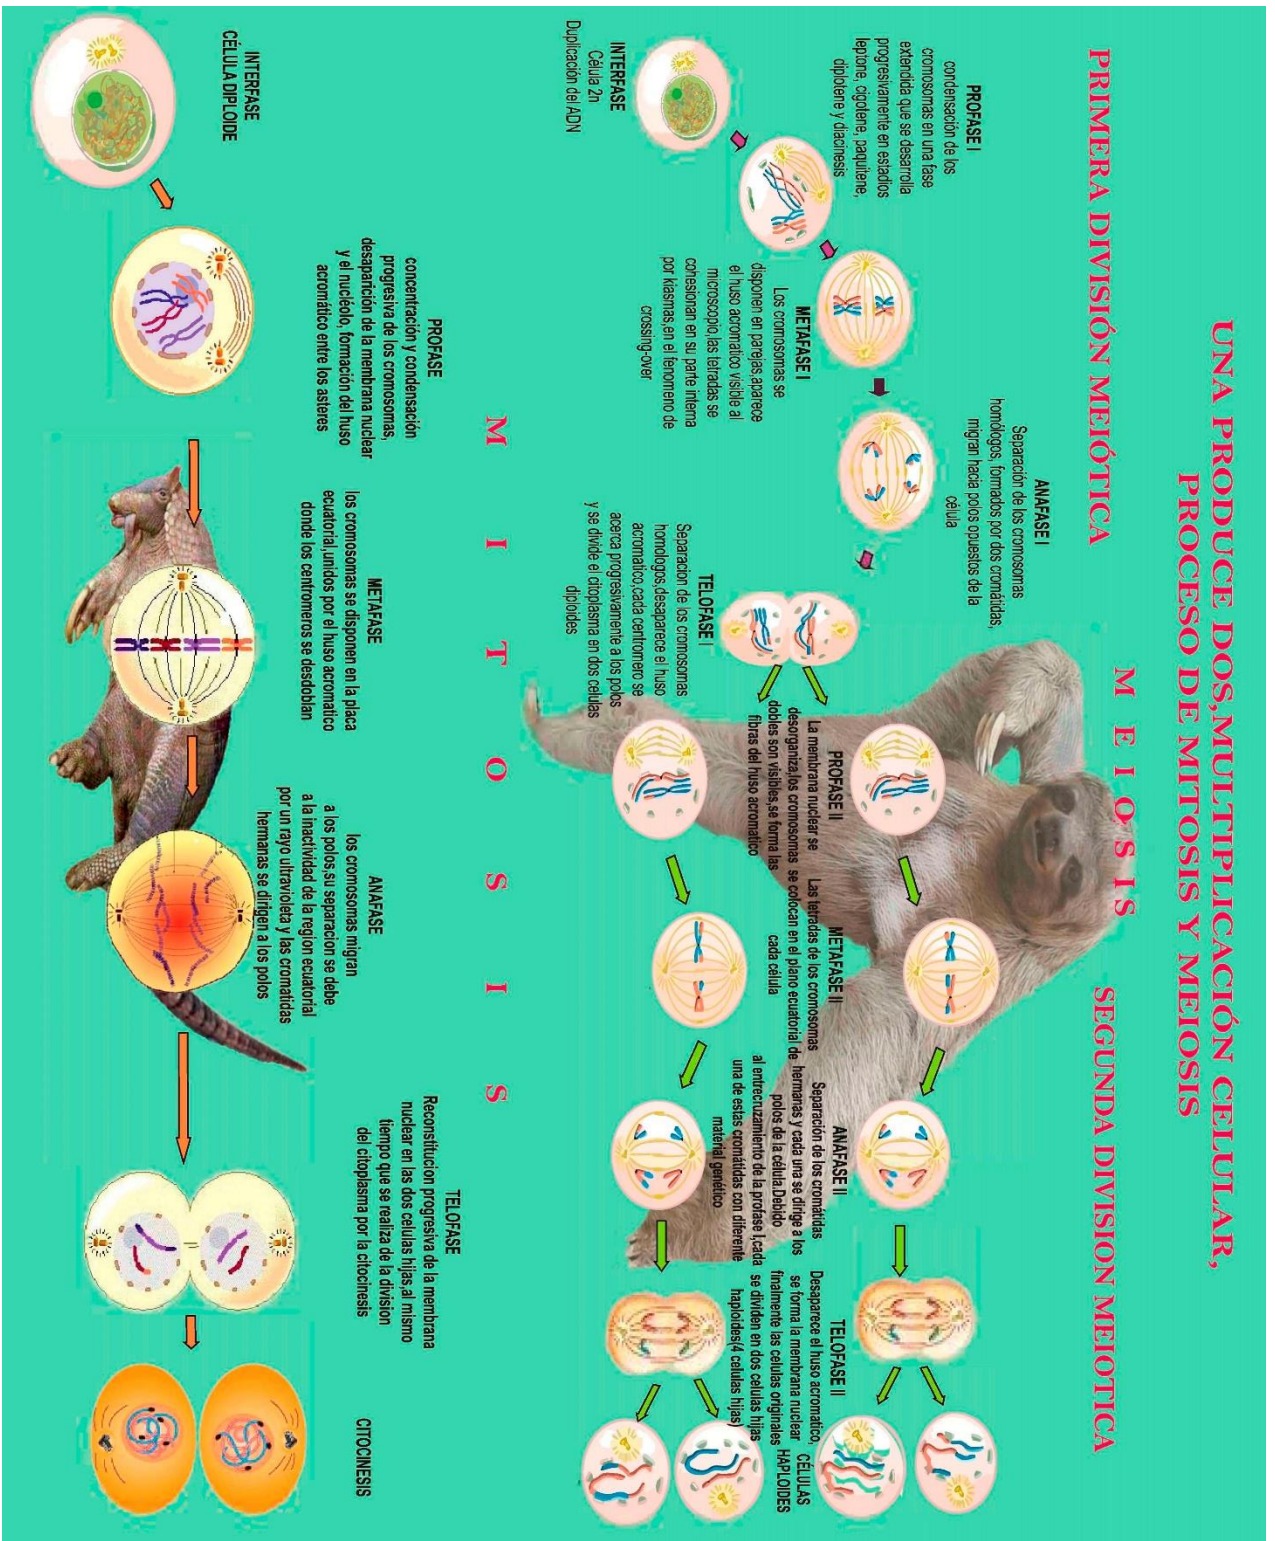 UNA PRODUCE DOS,MULTIPLICACIÓN CELULAR,
PROCESO DE MITOSIS Y MEIOSIS
M E I O S I S
PRIMERA DIVISIÓN MEIÓTICA
SEGUNDA DIVISION MEIOTICA
PROFASE I
condensación de los
cromosomas en una fase
extendida que se desarrolla
progresivamente en estadios
leptone, cigotene, paquitene,
diplotene y diacinesis
INTERFASE
Célula 2n
Duplicación del ADN
METAFASE I
Los cromosomas se
disponen en parejas,aparece
el huso acromatico visible al
microscopio,las tetradas se
cohesionan en su parte interna
por kiasmas,en el fenomeno de
crossing-over
ANAFASE I
Separación de los cromosomas
homólogos, formados por dos cromátidas,
migran hacia polos opuestos de la
célula
TELOFASE I
Separacion de los cromosomas
homologos,desaparece el huso
acromatico,cada centromero se
acerca progresivamente a los polos
y se divide el citoplasma en dos celulas
diploides
PROFASE II
La membrana nuclear se
desorganiza,los cromosomas
dobles son visibles,se forma las
fibras del huso acromatico
METAFASE II
Las tetradas de los cromosomas
se colocan en el plano ecuatorial de
cada célula
ANAFASE II
Separación de los cromátidas
hermanas y cada una se dirige a los
polos de la célula.Debido
al entrecruzamiento de la profase I,cada
una de estas cromátidas con diferente
material genético
TELOFASE II
Desaparece el huso acromatico,
se forma la membrana nuclear
finalmente las celulas originales
se dividen en dos celulas hijas
haploides(4 celulas hijas)
CÉLULAS
HAPLOIDES
M I T O S I S
INTERFASE
CÉLULA DIPLOIDE
PROFASE
concentración y condensación
progresiva de los cromosomas,
desaparición de la membrana nuclear
y el nucléolo, formación del huso
acromático entre los asteres
METAFASE
los cromosomas se disponen en la placa
ecuatorial,unidos por el huso acromatico
donde los centromeros se desdoblan
ANAFASE
los cromosomas migran
a los polos,su separacion se debe
a la inactividad de la region ecuatorial
por un rayo ultravioleta y las cromatidas
hermanas se dirigen a los polos
TELOFASE
Reconstitucion progresiva de la membrana
nuclear en las dos celulas hijas,al mismo
tiempo que se realiza de la division
del citoplasma por la citocinesis
CITOCINESIS